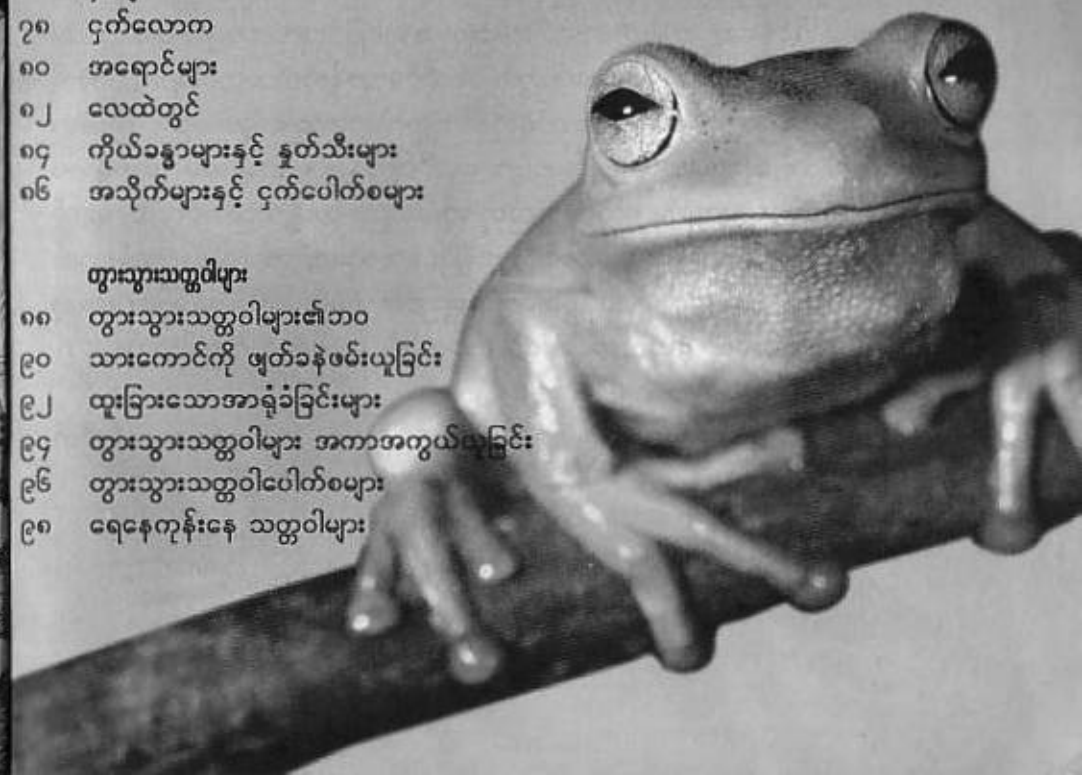 ၇၈ ငှက်လောက
၈၀ အရောင်များ
၈၂ လေထဲတွင်
၈၄ ကိုယ်ခန္ဓာများနှင့် နှုတ်သီးများ
၈၆ အသိုက်များနှင့် ငှက်ပေါက်စများ
တွားသွားသတ္တဝါများ
၈၈ တွားသွားသတ္တဝါများ၏ဘဝ
၉၀ သားကောင်ကို ဖျတ်ခနဲဖမ်းယူခြင်း
၉၂ ထူးခြားသောအာရုံခံခြင်းများ
၉၄ တွားသွားသတ္တဝါများ အကာအကွယ်ယူခြင်း
၉၆ တွားသွားသတ္တဝါပေါက်စများ
၉၈ ရေနေကုန်းနေ သတ္တဝါများ